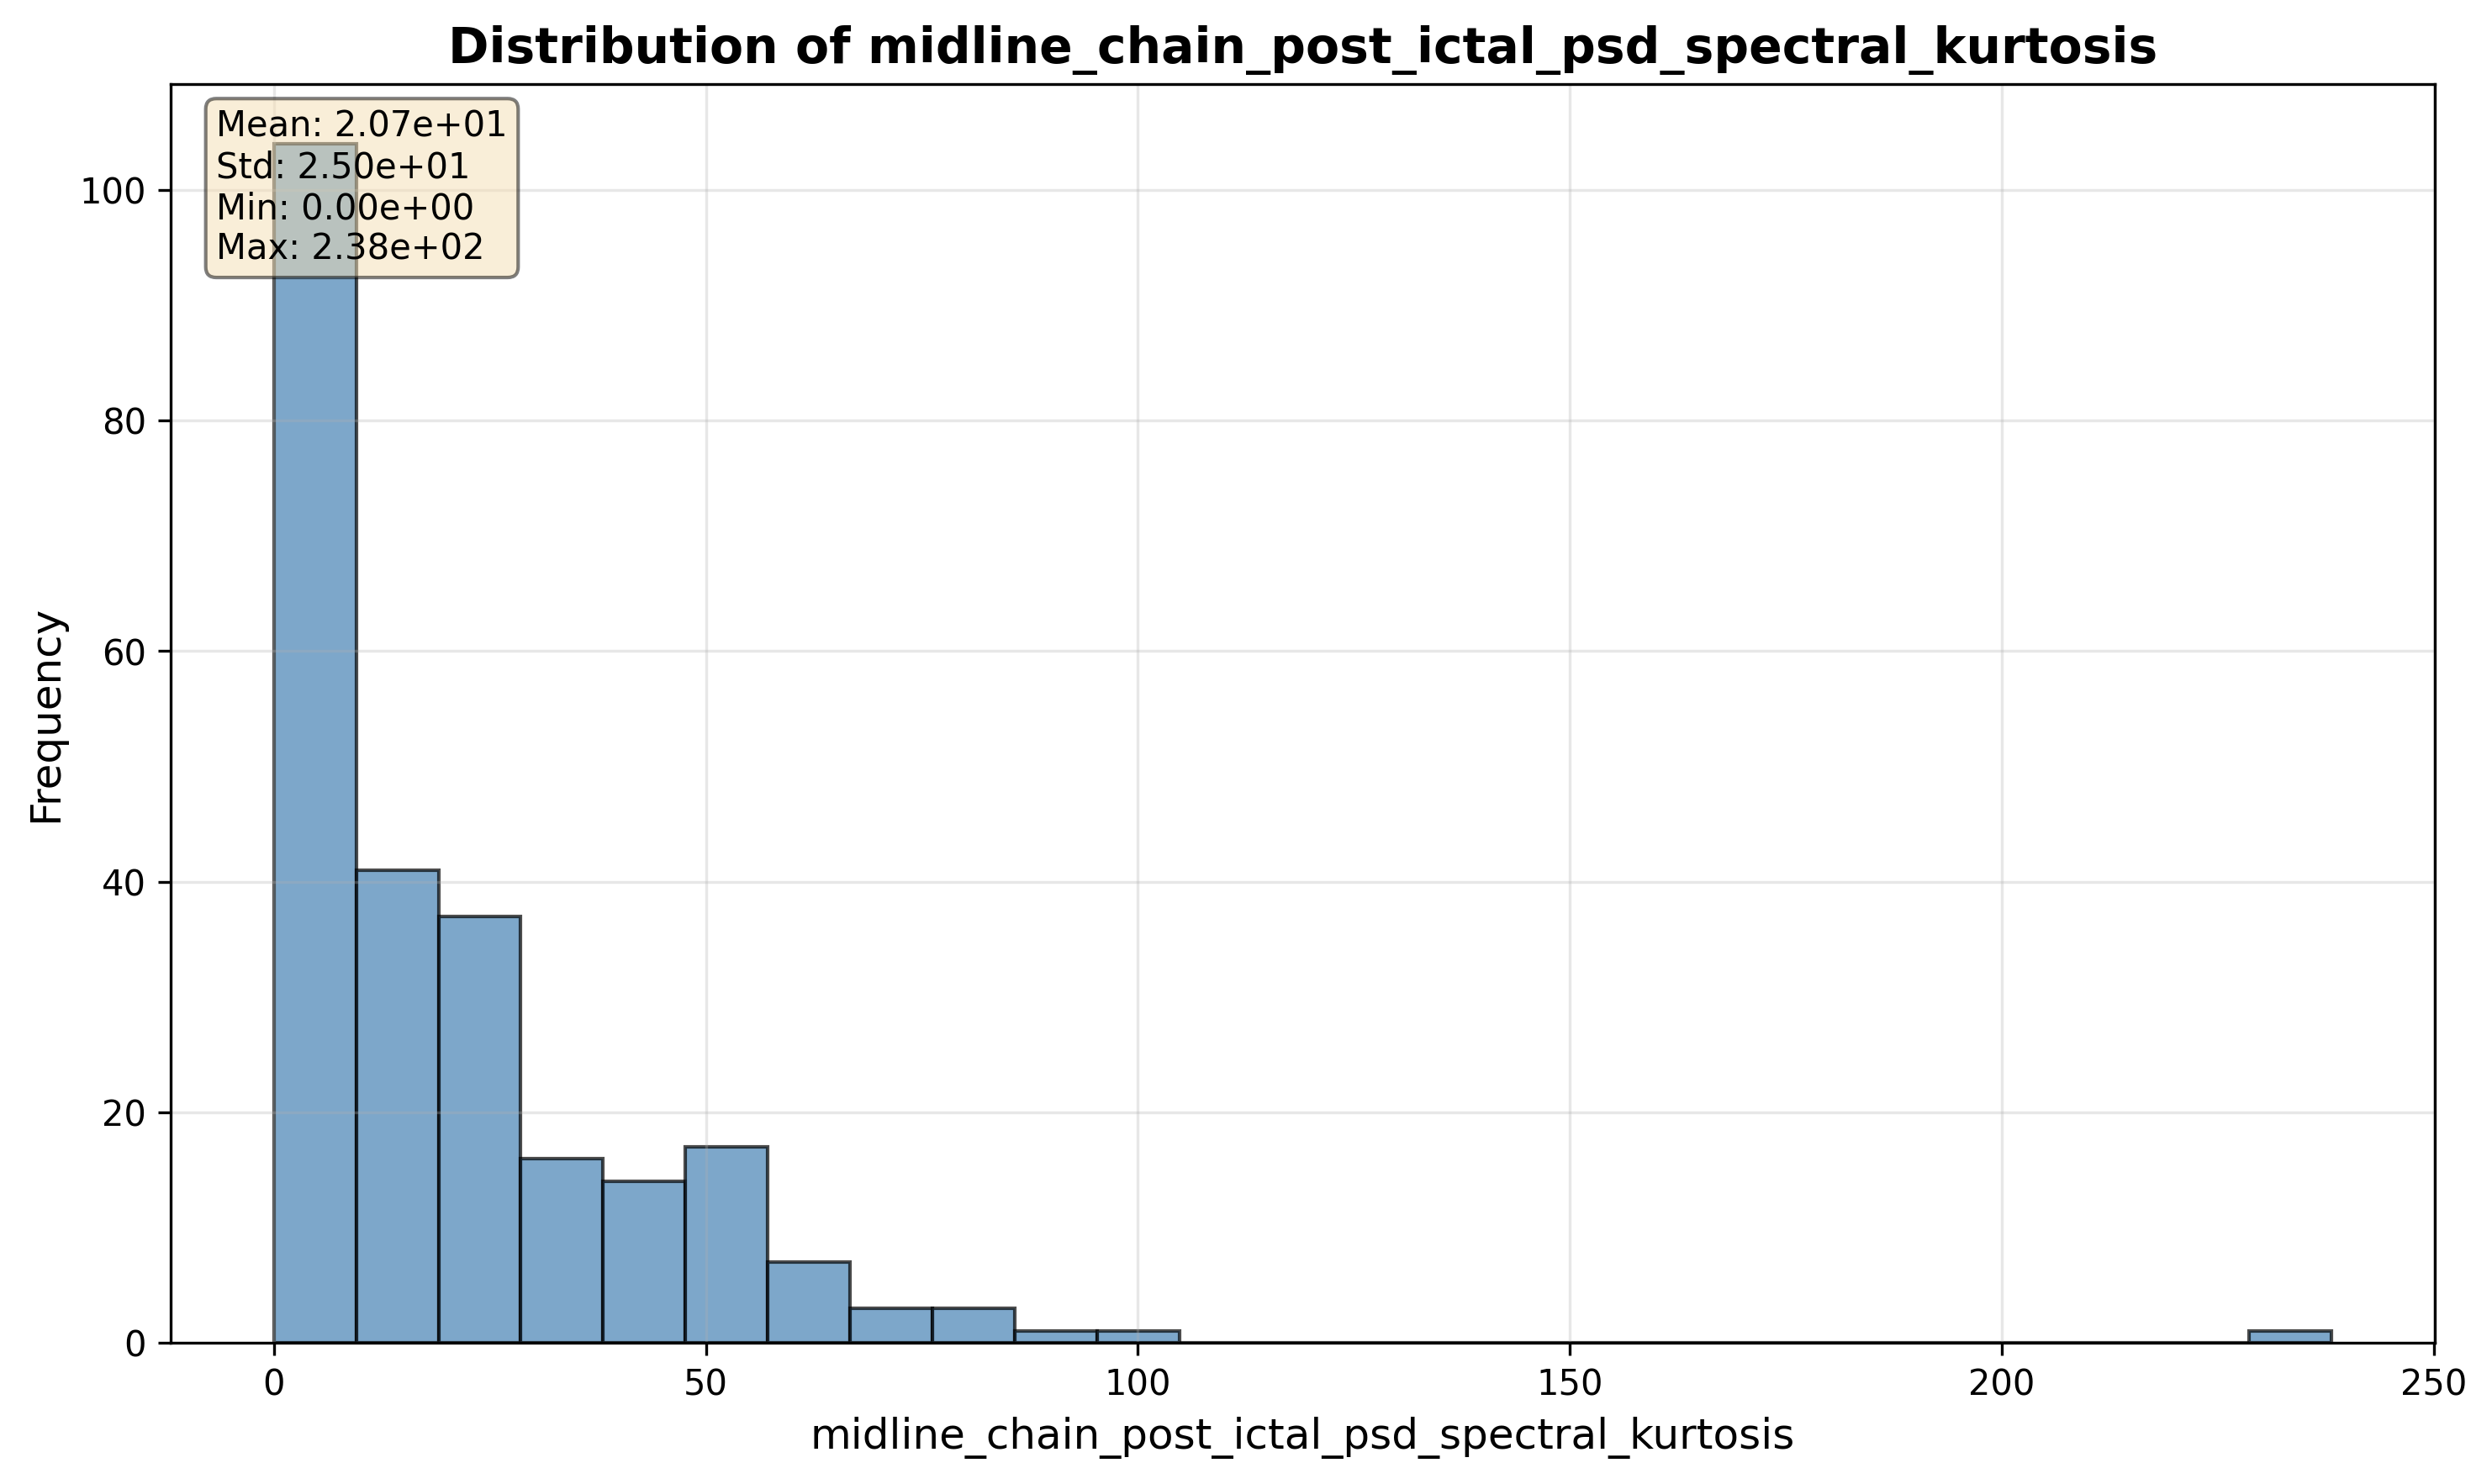 Distribution of midline_chain_post_ictal_psd_spectral_kurtosis
Mean: 2.07e+01
Std: 2.50e+01
Min: 0.00e+00
Max: 2.38e+02
100
80
60
40
20
0
Frequency
0 50 100 150 200 250
midline_chain_post_ictal_psd_spectral_kurtosis